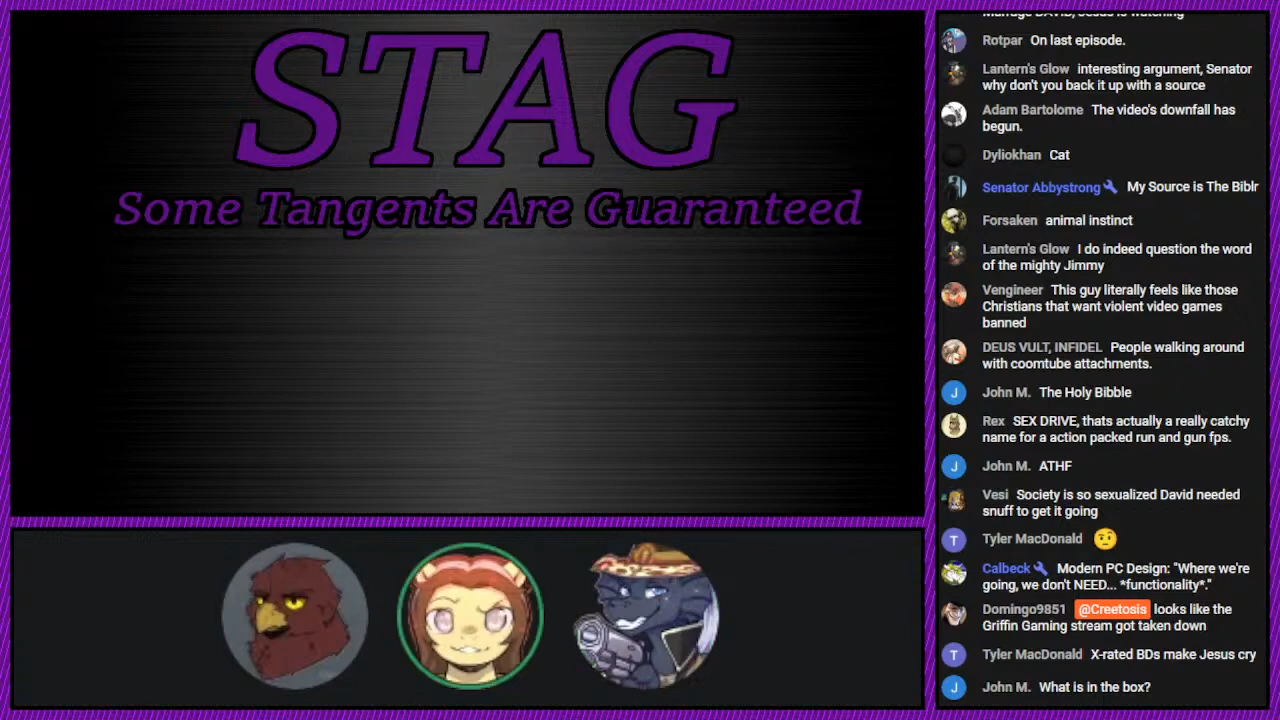 STAG
Some Tangents Are Guaranteed
Rotpar On last episode.
Lantern's Glow interesting argument, Senator
why don't you back it up with a source
Adam Bartolome The video's downfall has
begun.
Dyliokhan Cat
Senator Abbystrong My Source is The Biblr
Forsaken animal instinct
Lantern's Glow I do indeed question the word
of the mighty Jimmy
Vengineer This guy literally feels like those
Christians that want violent video games
banned
DEUS VULT, INFIDEL People walking around
with coomtube attachments.
J John M. The Holy Bibble
Rex SEX DRIVE, thats actually a really catchy
name for a action packed run and gun fps.
J John M. ATHF
Vesi Society is so sexualized David needed
snuff to get it going
T Tyler MacDonald 🤨
Calbeck Modern PC Design: "Where we're
going, we don't NEED... *functionality*."
Domingo9851 @Creetosis looks like the
Griffin Gaming stream got taken down
T Tyler MacDonald X-rated BDs make Jesus cry
J John M. What is in the box?